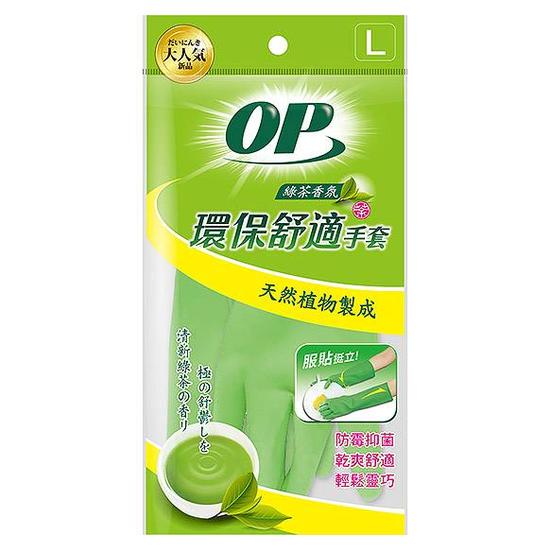 だいにんき
大人気
新品
L
OP
綠茶香氛
茶
環保舒適手套
天然植物製成
服貼挺立!
極の舒鬱しを
清新綠茶の香り
防霉抑菌
乾爽舒適
輕鬆靈巧